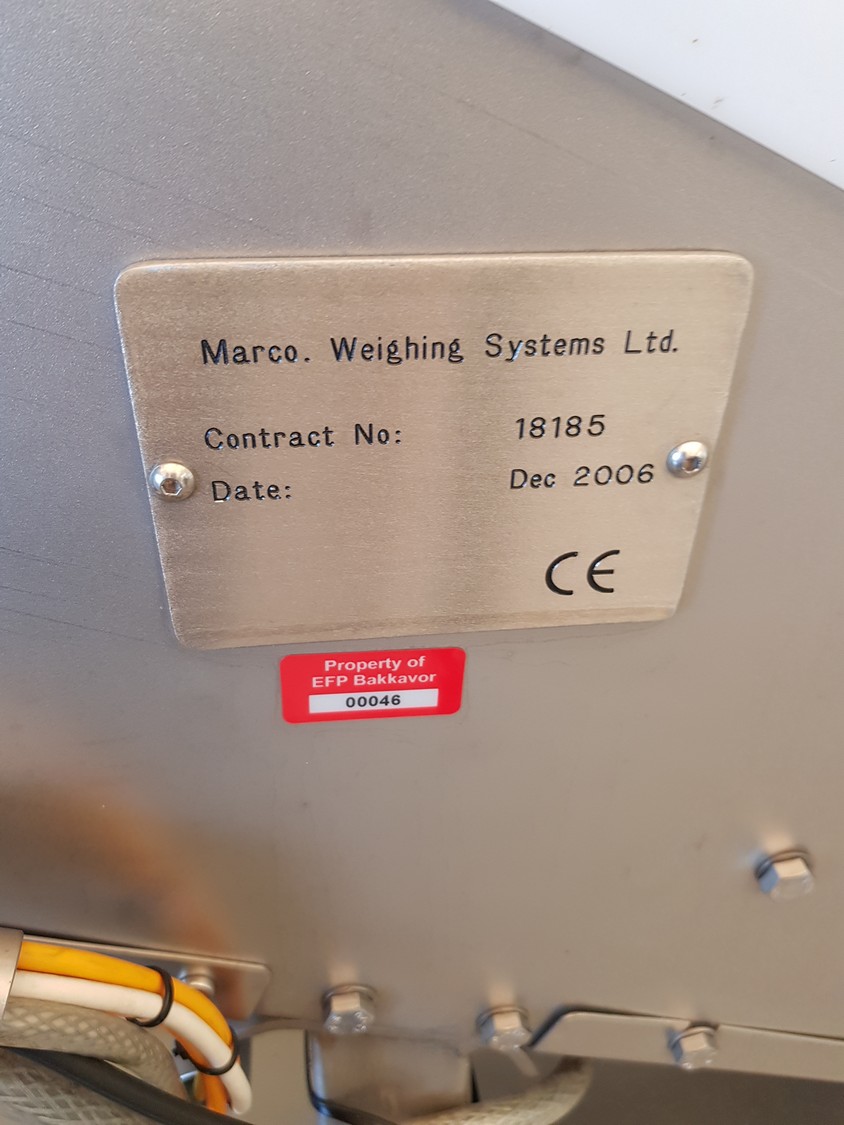 Marco. Weighing Systems Ltd.
Contract No: 18185
Date: Dec 2006
CE
Property of
EFP Bakkavor
00046